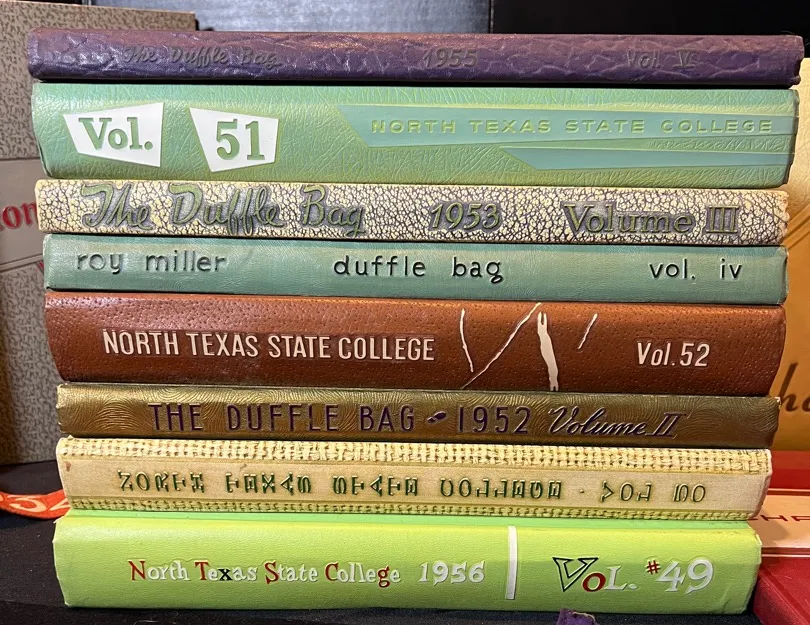 The Duffle Bag 1955 Vol. V
Vol. 51 NORTH TEXAS STATE COLLEGE
The Duffle Bag 1953 Volume III
roy miller duffle bag vol. iv
NORTH TEXAS STATE COLLEGE Vol.52
THE DUFFLE BAG 1952 Volume II
NORTH TEXAS STATE COLLEGE · VOL 50
North Texas State College 1956 VOL. #49